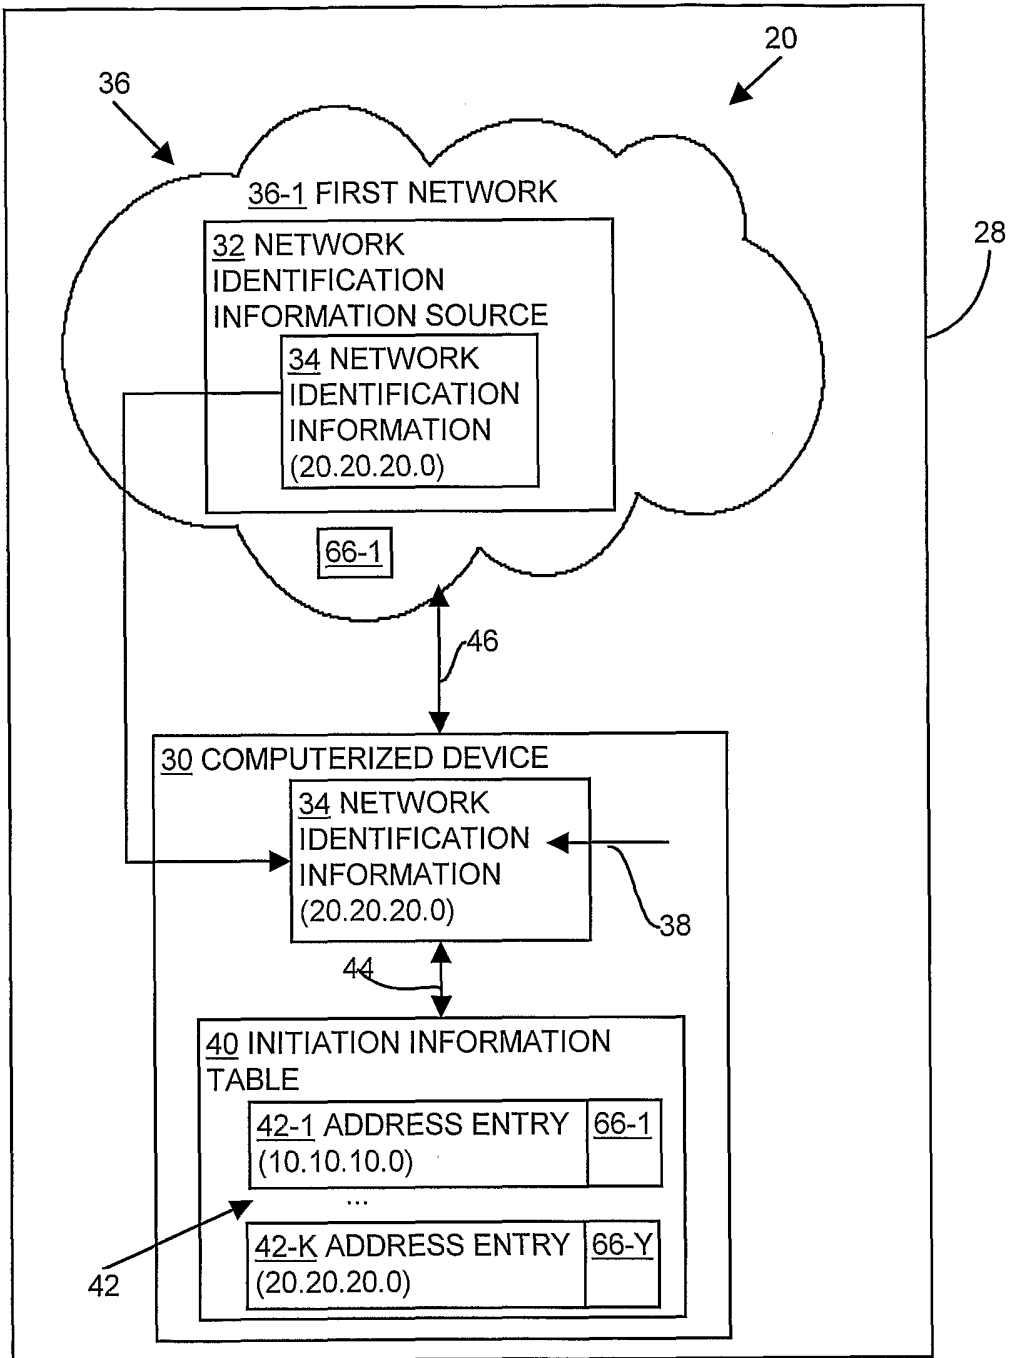 20
36
36-1 FIRST NETWORK
32 NETWORK
IDENTIFICATION
INFORMATION SOURCE
28
34 NETWORK
IDENTIFICATION
INFORMATION
(20.20.20.0)
66-1
46
30 COMPUTERIZED DEVICE
34 NETWORK
IDENTIFICATION
INFORMATION
(20.20.20.0)
38
44
40 INITIATION INFORMATION
TABLE
42-1 ADDRESS ENTRY
(10.10.10.0)
66-1
...
42-K ADDRESS ENTRY
(20.20.20.0)
66-Y
42